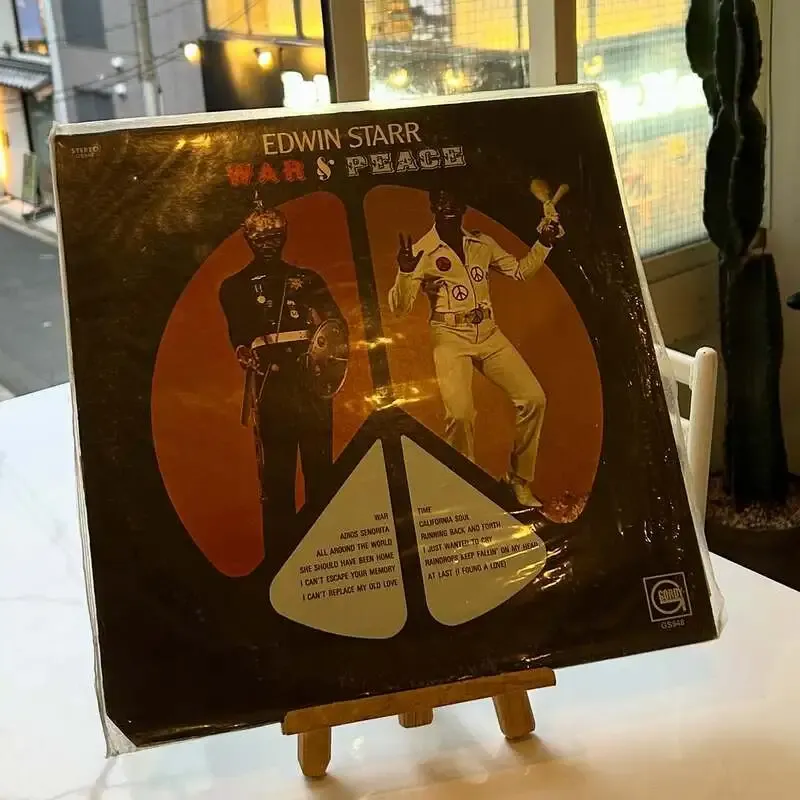 STEREO
GS948
EDWIN STARR
WAR & PEACE
WAR
ADIOS SENORITA
ALL AROUND THE WORLD
SHE SHOULD HAVE BEEN HOME
I CAN'T ESCAPE YOUR MEMORY
I CAN'T REPLACE MY OLD LOVE
TIME
CALIFORNIA SOUL
RUNNING BACK AND FORTH
I JUST WANTED TO CRY
RAINDROPS KEEP FALLIN' ON MY HEAD
AT LAST (I FOUND A LOVE)
GORDY
GS948